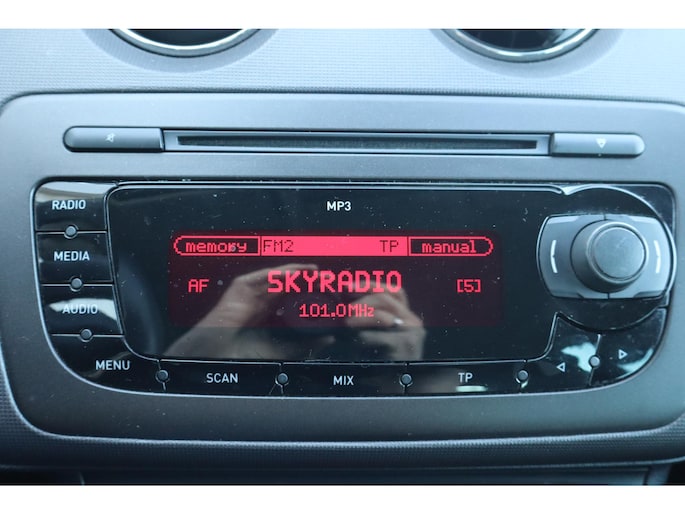 RADIO
MP3
memory FM2 TP manual
MEDIA
AF SKYRADIO [5]
AUDIO
101.0MHz
MENU
SCAN
MIX
TP